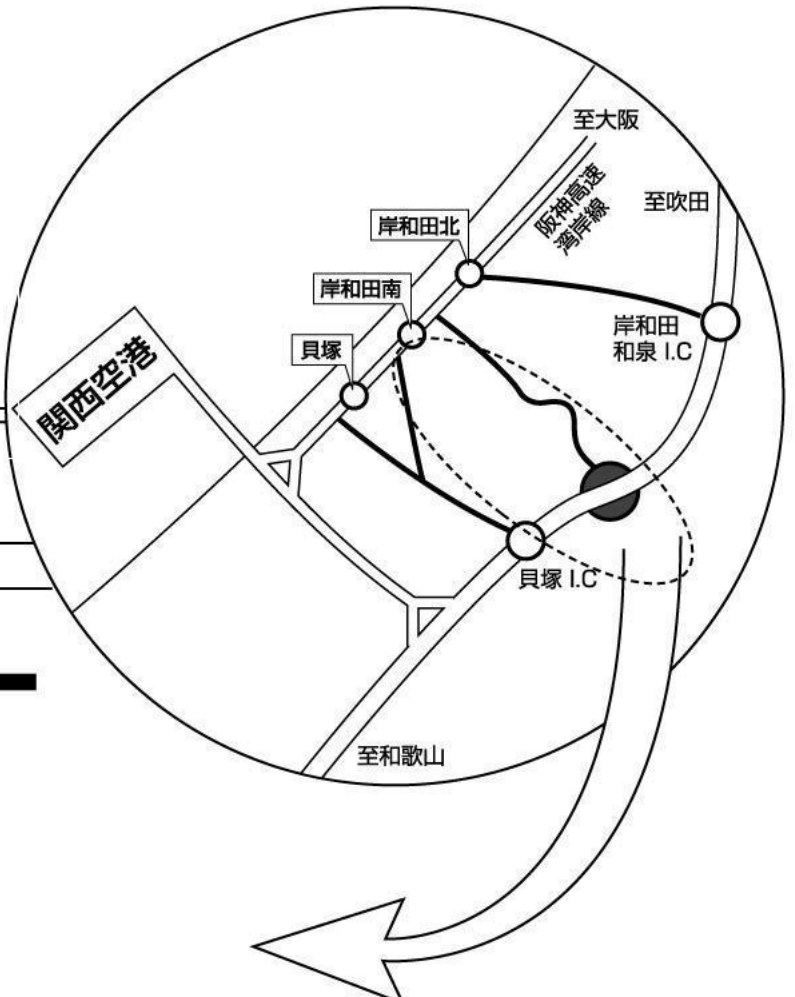 至大阪
阪神高速
湾岸線
至吹田
岸和田北
岸和田南
貝塚
岸和田
和泉 I.C
関西空港
貝塚 I.C
至和歌山